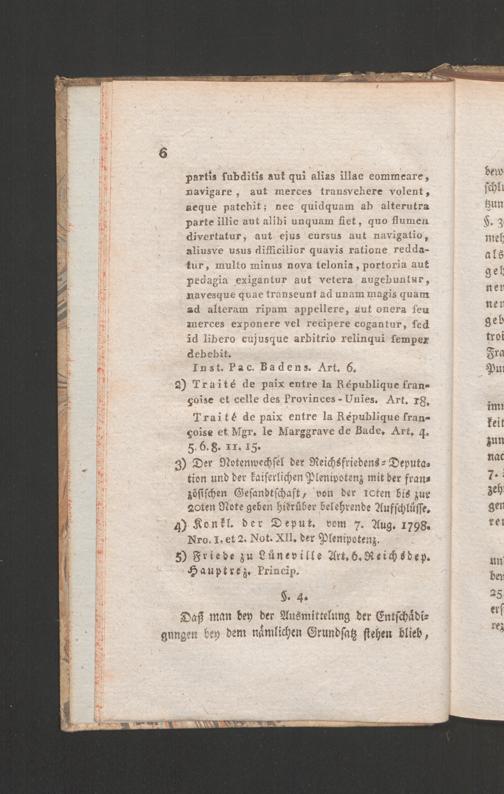 6
partis ſubditis aut qui alias illac commeare,
navigare, aut merces transvehere volent,
aeque patebit; nec quidquam ab alterutra
parte illic aut alibi unquam fiet, quo flumen
divertatur, aut ejus cursus aut navigatio,
aliusve usus difficilior quavis ratione redda-
tur, multo minus nova telonia, portoria aut
pedagia exigantur aut vetera augebuntur,
navesque quae transeunt ad unam magis quam
ad alteram ripam appellere, aut onera ſeu
merces exponere vel recipere cogantur, ſed
id libero cujusque arbitrio relinqui ſemper
debebit.
Inst. Pac. Badens. Art. 6.
2) Traité de paix entre la République fran-
çoise et celle des Provinces-Unies. Art. 18.
Traité de paix entre la République fran-
çoise et Mgr. le Marggrave de Bade. Art. 4.
5. 6. 8. 11. 15.
3) Der Notenwechſel der Reichsfriedens-Deputa-
tion und der kaiſerlichen Plenipotenz mit der fran-
zöſiſchen Geſandtſchaft, von der 10ten bis zur
20ten Note geben hierüber belehrende Aufſchlüſſe.
4) Konkl. der Deput. vom 7. Aug. 1798.
Nro. 1. et 2. Not. XII. der Plenipotenz.
5) Friede zu Lüneville Art. 6. Reichsdep.
Hauptrez. Princip.
§. 4.
Daß man bey der Ausmittelung der Entſchädi-
gungen bey dem nämlichen Grundſatz ſtehen blieb,